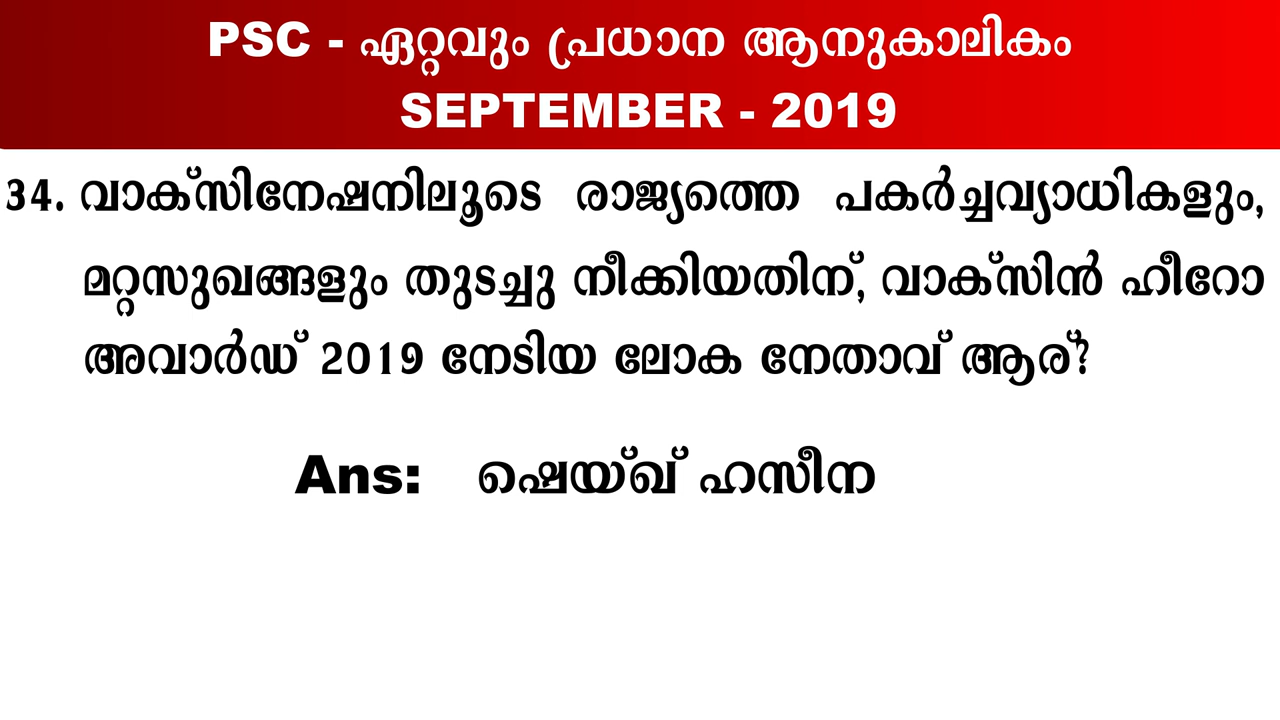 PSC - ഏറ്റവും പ്രധാന ആനുകാലികം
SEPTEMBER - 2019
34. വാക്സിനേഷനിലൂടെ രാജ്യത്തെ പകർച്ചവ്യാധികളും,
മറ്റസുഖങ്ങളും തുടച്ചു നീക്കിയതിന്, വാക്സിൻ ഹീറോ
അവാർഡ് 2019 നേടിയ ലോക നേതാവ് ആര്?
Ans: ഷെയ്ഖ് ഹസീന